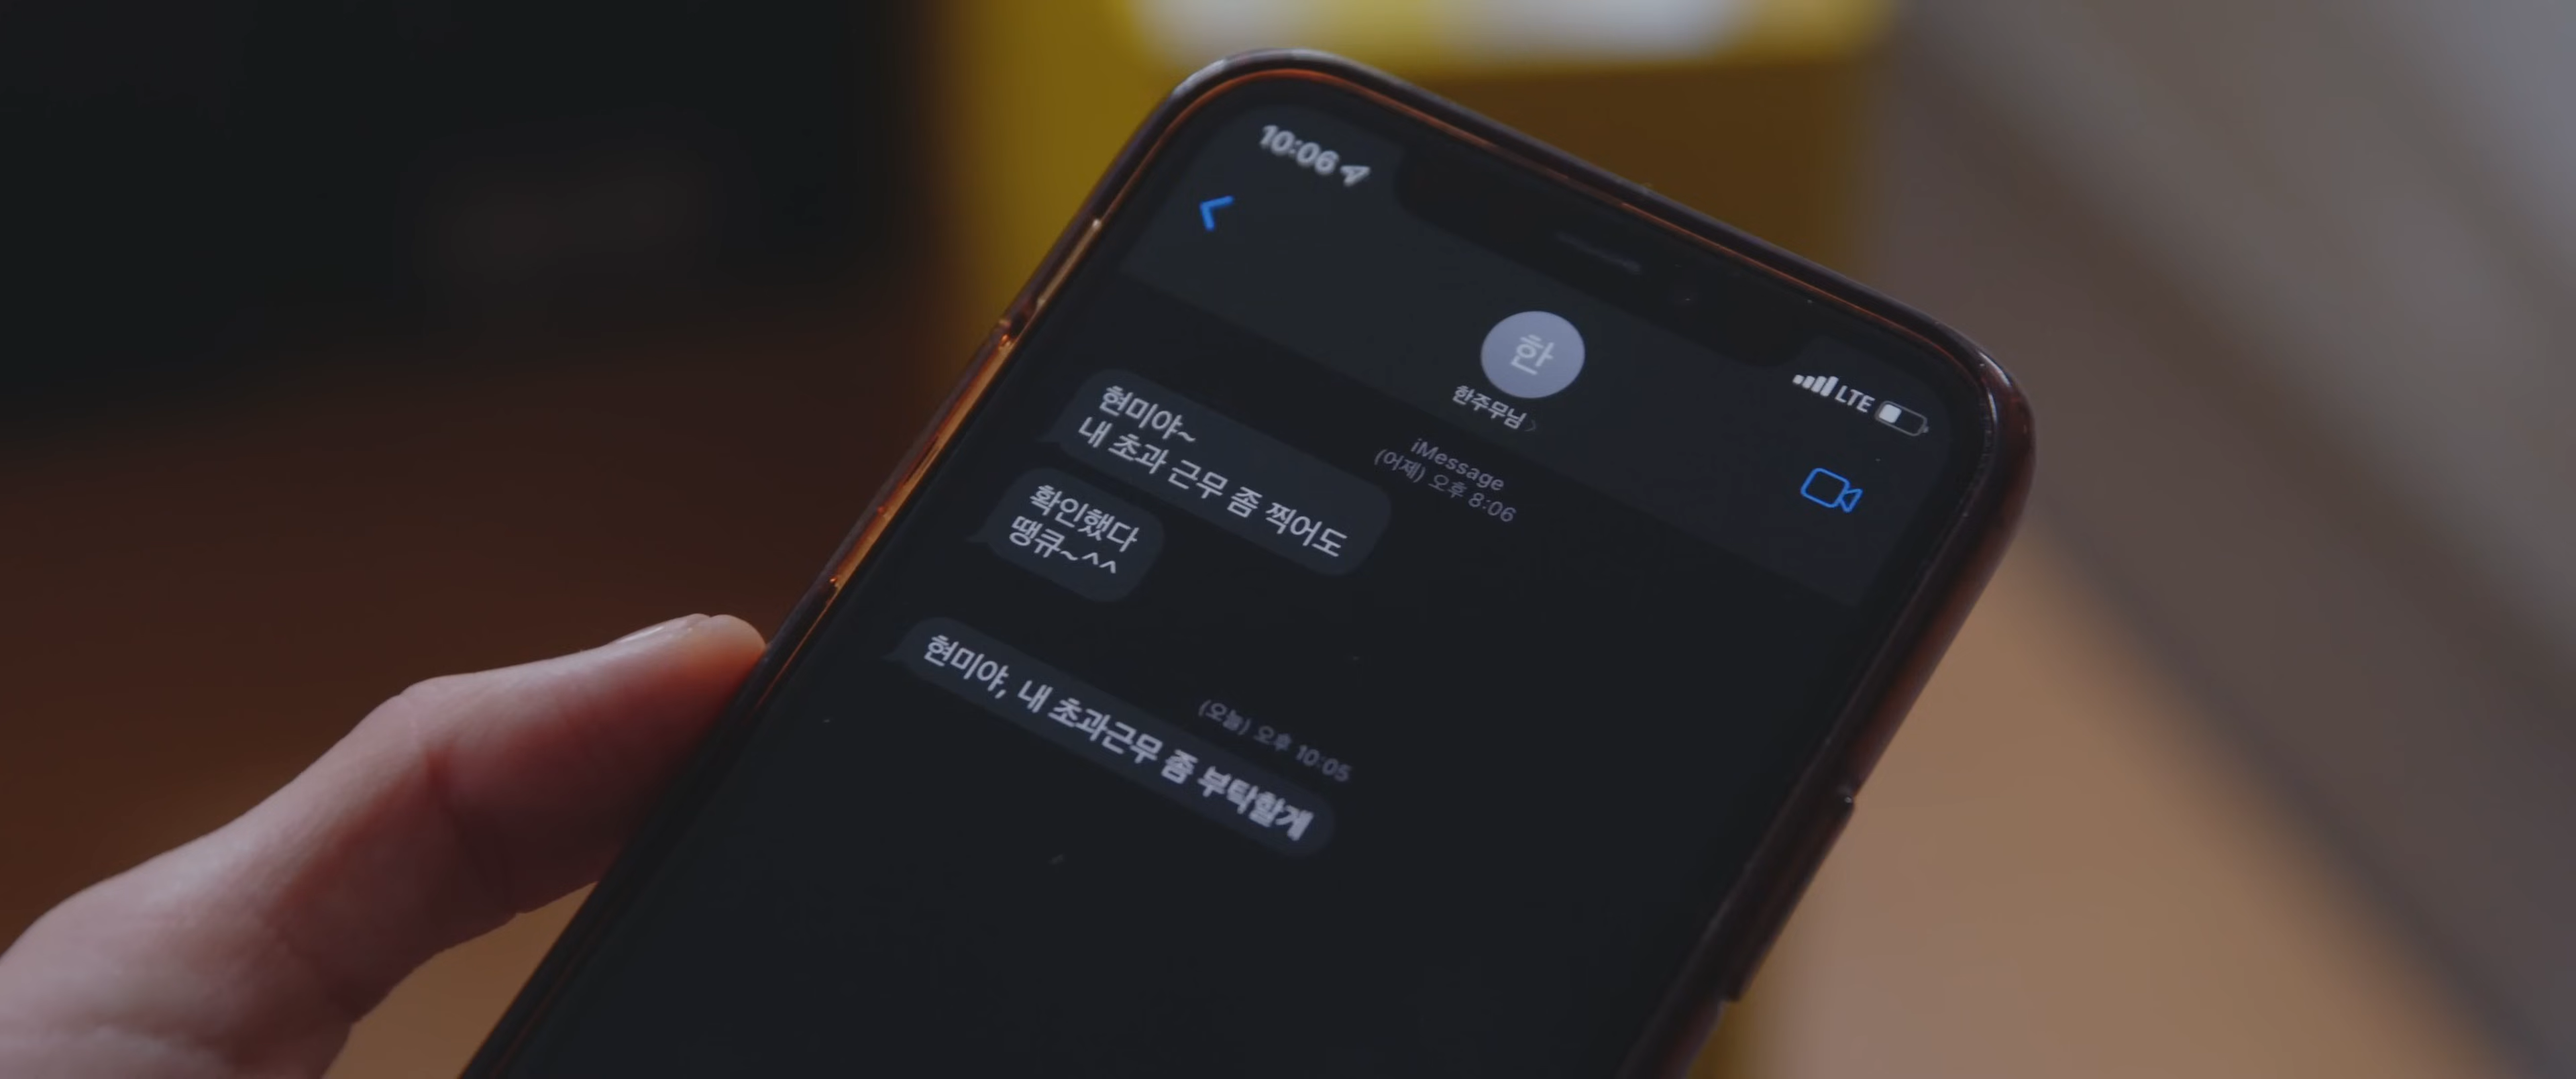 10:06
LTE
한
한주무님
iMessage
(어제) 오후 8:06
현미야~
내 초과 근무 좀 찍어도
확인했다
땡큐~^^
(오늘) 오후 10:05
현미야, 내 초과근무 좀 부탁할게